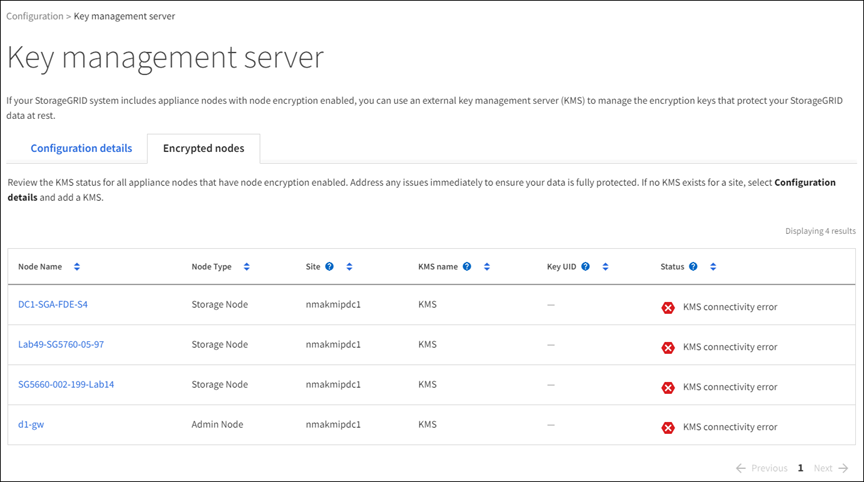 Configuration > Key management server
Key management server
If your StorageGRID system includes appliance nodes with node encryption enabled, you can use an external key management server (KMS) to manage the encryption keys that protect your StorageGRID
data at rest.
Configuration details Encrypted nodes
Review the KMS status for all appliance nodes that have node encryption enabled. Address any issues immediately to ensure your data is fully protected. If no KMS exists for a site, select Configuration
details and add a KMS.
Displaying 4 results
Node Name Node Type Site ? KMS name ? Key UID ? Status ?
DC1-SGA-FDE-S4 Storage Node nmakmipdc1 KMS — KMS connectivity error
Lab49-SG5760-05-97 Storage Node nmakmipdc1 KMS — KMS connectivity error
SG5660-002-199-Lab14 Storage Node nmakmipdc1 KMS — KMS connectivity error
d1-gw Admin Node nmakmipdc1 KMS — KMS connectivity error
← Previous 1 Next →